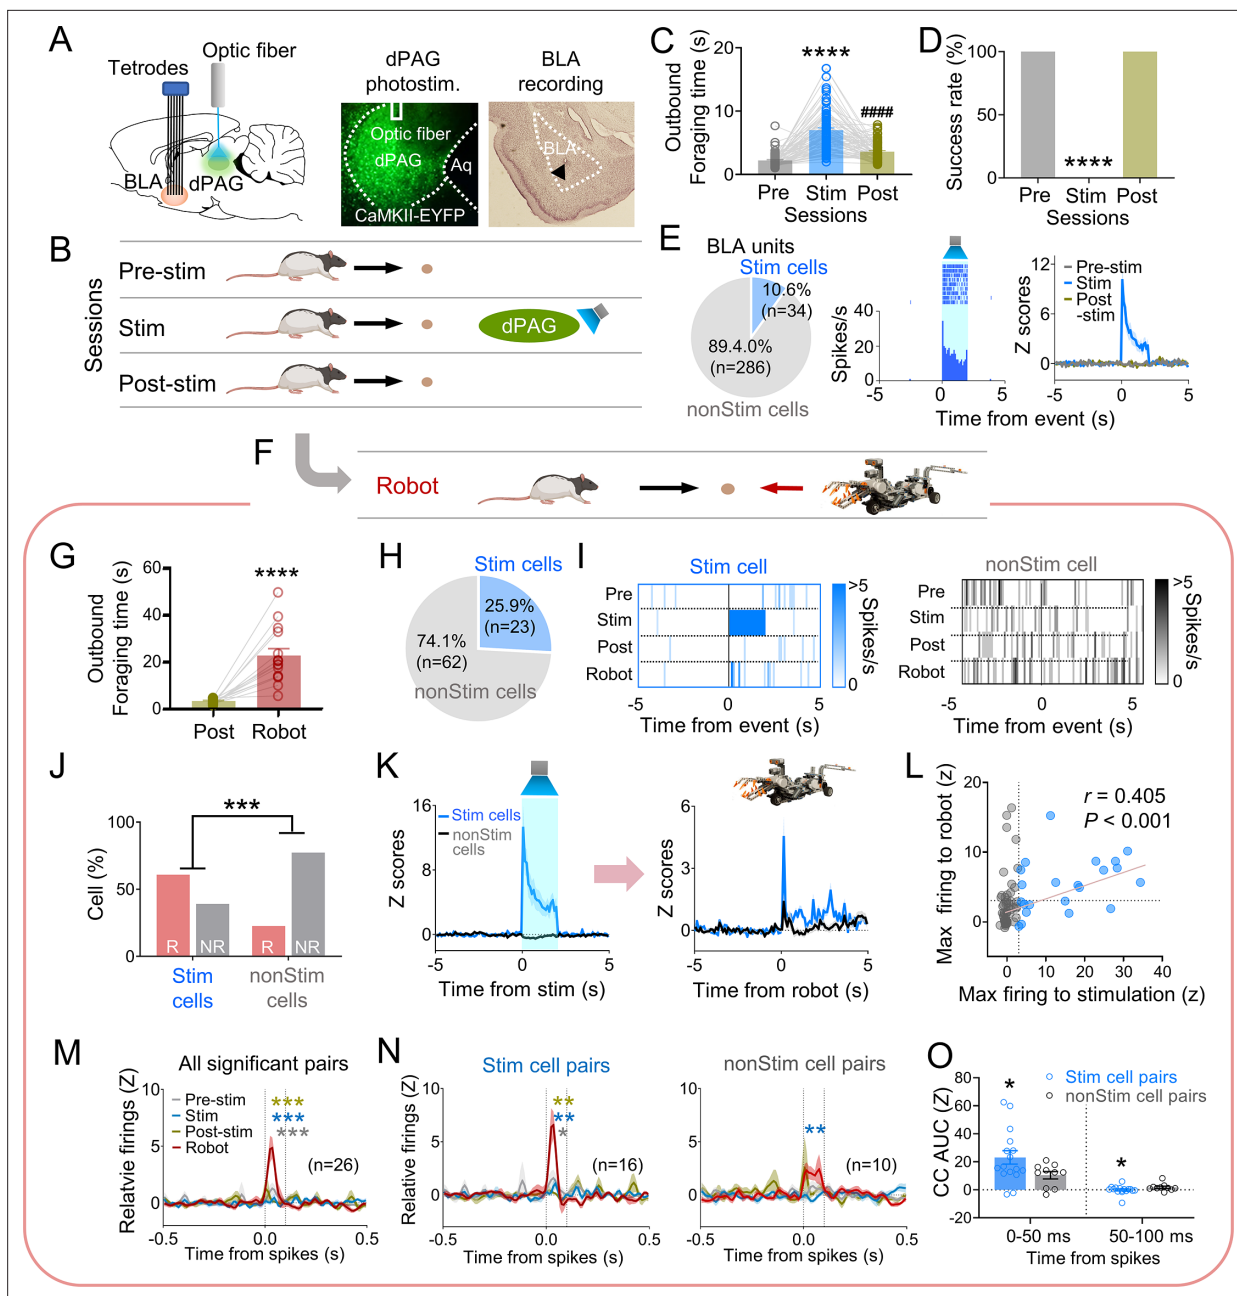 A
Optic fiber
Tetrodes
BLA
dPAG
dPAG
photostim.
Optic fiber
dPAG
Aq
CaMKII-EYFP
BLA
recording
BLA
C
Outbound
Foraging time (s)
20
10
0
****
####
Pre
Stim
Post
Sessions
D
Success rate (%)
100
50
0
****
Pre
Stim
Post
Sessions
B
Sessions
Pre-stim
Stim
dPAG
Post-stim
E
BLA units
Stim cells
10.6%
(n=34)
89.4.0%
(n=286)
nonStim cells
Spikes/s
40
20
0
-5
0
5
Time from event (s)
Z scores
12
6
0
Pre-stim
Stim
Post
-stim
-5
0
5
F
Robot
G
Outbound
Foraging time (s)
60
40
20
0
****
Post
Robot
H
Stim cells
25.9%
(n=23)
74.1%
(n=62)
nonStim cells
I
Stim cell
Pre
Stim
Post
Robot
-5
0
5
Time from event (s)
>5
Spikes/s
0
nonStim cell
Pre
Stim
Post
Robot
-5
0
5
Time from event (s)
>5
Spikes/s
0
J
Cell (%)
100
50
0
***
R
NR
R
NR
Stim
cells
nonStim
cells
K
Z scores
16
8
0
Stim cells
nonStim
cells
-5
0
5
Time from stim (s)
Z scores
6
3
0
-5
0
5
Time from robot (s)
L
Max firing to robot (z)
20
10
0
r = 0.405
P < 0.001
0
10
20
30
40
Max firing to stimulation (z)
M
All significant pairs
Relatvie firings (Z)
10
5
0
Pre-stim
Stim
Post-stim
Robot
***
***
***
(n=26)
-0.5
0.0
0.5
Time from spikes (s)
N
Stim cell pairs
Relative firings (Z)
10
5
0
**
**
*
(n=16)
-0.5
0.0
0.5
Time from spikes (s)
nonStim cell pairs
10
5
0
**
(n=10)
-0.5
0.0
0.5
Time from spikes (s)
O
CC AUC (Z)
80
60
40
20
0
-20
Stim cell pairs
nonStim cell pairs
*
*
0-50 ms
50-100 ms
Time from spikes